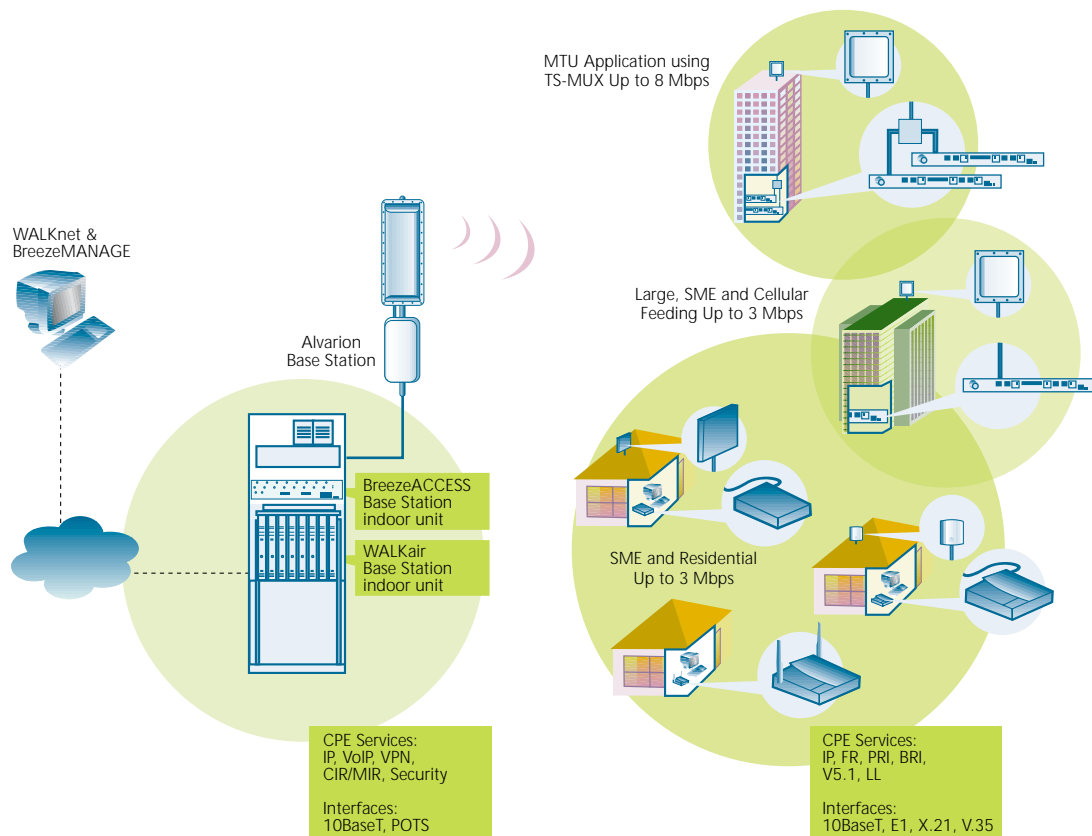 MTU Application using
TS-MUX Up to 8 Mbps
WALKnet &
BreezeMANAGE
Large, SME and Cellular
Feeding Up to 3 Mbps
Alvarion
Base Station
BreezeACCESS
Base Station
indoor unit
WALKair
Base Station
indoor unit
SME and Residential
Up to 3 Mbps
CPE Services:
IP, VoIP, VPN,
CIR/MIR, Security
Interfaces:
10BaseT, POTS
CPE Services:
IP, FR, PRI, BRI,
V5.1, LL
Interfaces:
10BaseT, E1, X.21, V.35